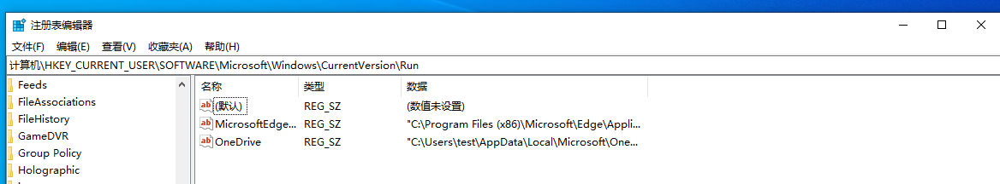 注册表编辑器
文件(F) 编辑(E) 查看(V) 收藏夹(A) 帮助(H)
计算机\HKEY_CURRENT_USER\SOFTWARE\Microsoft\Windows\CurrentVersion\Run
Feeds
FileAssociations
FileHistory
GameDVR
Group Policy
Holographic
名称 类型 数据
ab (默认) REG_SZ (数值未设置)
ab MicrosoftEdge... REG_SZ "C:\Program Files (x86)\Microsoft\Edge\Appli...
ab OneDrive REG_SZ "C:\Users\test\AppData\Local\Microsoft\One...